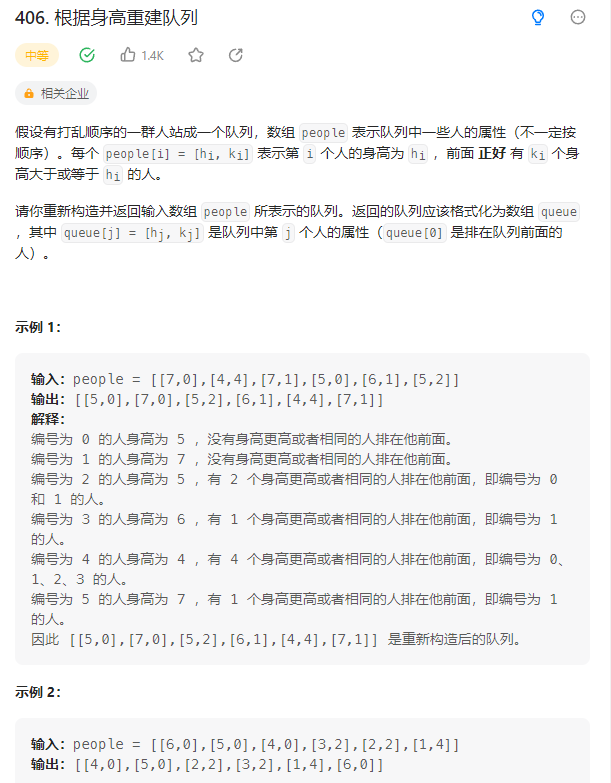 406. 根据身高重建队列
中等 1.4K
相关企业
假设有打乱顺序的一群人站成一个队列，数组 people 表示队列中一些人的属性（不一定按
顺序）。每个 people[i] = [hi, ki] 表示第 i 个人的身高为 hi ，前面 正好 有 ki 个身
高大于或等于 hi 的人。
请你重新构造并返回输入数组 people 所表示的队列。返回的队列应该格式化为数组 queue
，其中 queue[j] = [hj, kj] 是队列中第 j 个人的属性（queue[0] 是排在队列前面的
人）。
示例 1：
输入：people = [[7,0],[4,4],[7,1],[5,0],[6,1],[5,2]]
输出：[[5,0],[7,0],[5,2],[6,1],[4,4],[7,1]]
解释：
编号为 0 的人身高为 5 ，没有身高更高或者相同的人排在他前面。
编号为 1 的人身高为 7 ，没有身高更高或者相同的人排在他前面。
编号为 2 的人身高为 5 ，有 2 个身高更高或者相同的人排在他前面，即编号为 0
和 1 的人。
编号为 3 的人身高为 6 ，有 1 个身高更高或者相同的人排在他前面，即编号为 1
的人。
编号为 4 的人身高为 4 ，有 4 个身高更高或者相同的人排在他前面，即编号为 0、
1、2、3 的人。
编号为 5 的人身高为 7 ，有 1 个身高更高或者相同的人排在他前面，即编号为 1
的人。
因此 [[5,0],[7,0],[5,2],[6,1],[4,4],[7,1]] 是重新构造后的队列。
示例 2：
输入：people = [[6,0],[5,0],[4,0],[3,2],[2,2],[1,4]]
输出：[[4,0],[5,0],[2,2],[3,2],[1,4],[6,0]]